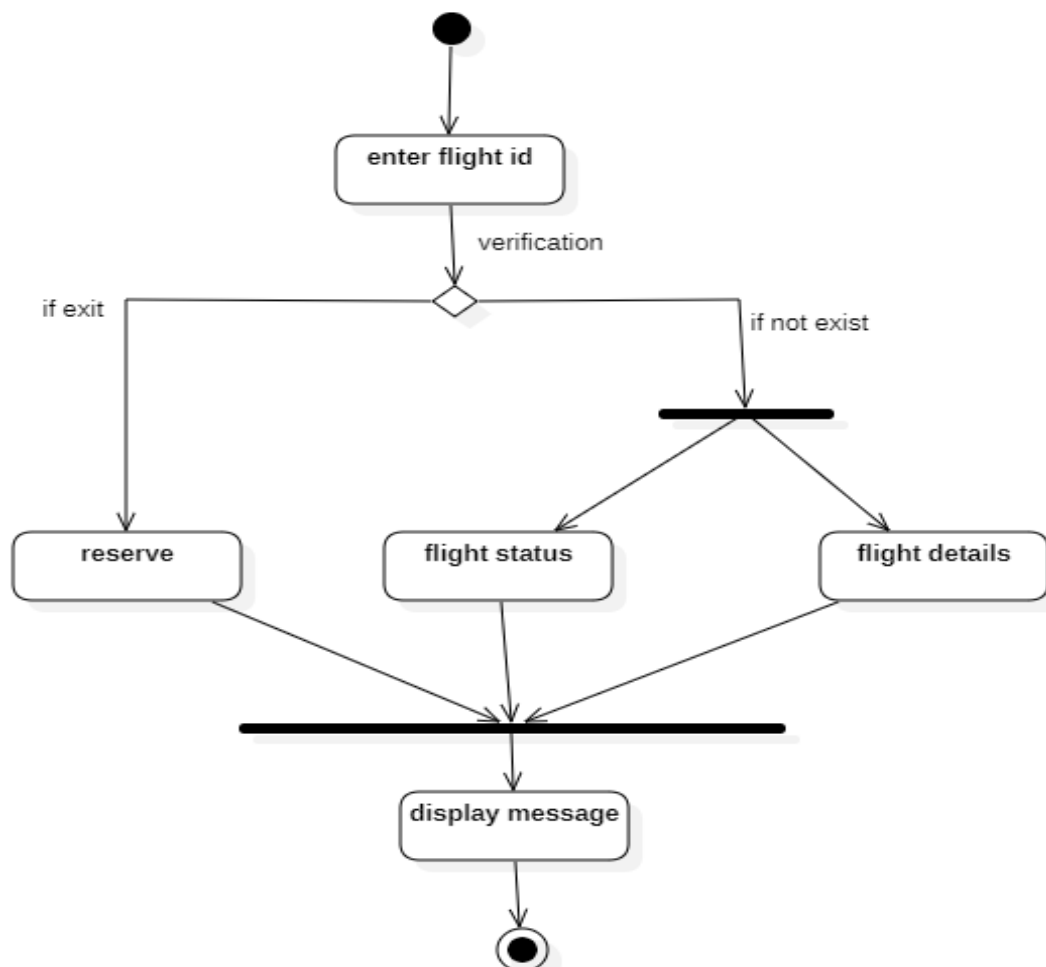 enter flight id
verification
if exit
if not exist
reserve
flight status
flight details
display message